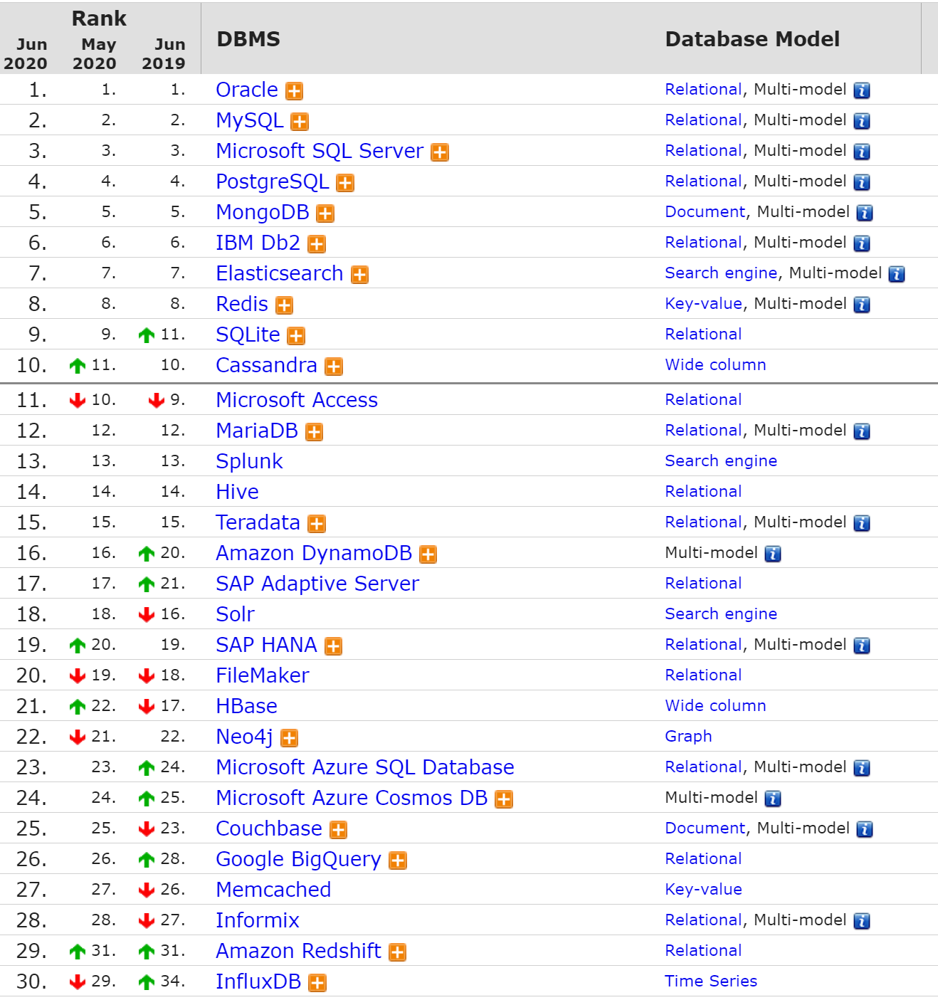 Rank DBMS Database Model
Jun 2020 May 2020 Jun 2019
1. 1. 1. Oracle Relational, Multi-model
2. 2. 2. MySQL Relational, Multi-model
3. 3. 3. Microsoft SQL Server Relational, Multi-model
4. 4. 4. PostgreSQL Relational, Multi-model
5. 5. 5. MongoDB Document, Multi-model
6. 6. 6. IBM Db2 Relational, Multi-model
7. 7. 7. Elasticsearch Search engine, Multi-model
8. 8. 8. Redis Key-value, Multi-model
9. 9. 11. SQLite Relational
10. 11. 10. Cassandra Wide column
11. 10. 9. Microsoft Access Relational
12. 12. 12. MariaDB Relational, Multi-model
13. 13. 13. Splunk Search engine
14. 14. 14. Hive Relational
15. 15. 15. Teradata Relational, Multi-model
16. 16. 20. Amazon DynamoDB Multi-model
17. 17. 21. SAP Adaptive Server Relational
18. 18. 16. Solr Search engine
19. 20. 19. SAP HANA Relational, Multi-model
20. 19. 18. FileMaker Relational
21. 22. 17. HBase Wide column
22. 21. 22. Neo4j Graph
23. 23. 24. Microsoft Azure SQL Database Relational, Multi-model
24. 24. 25. Microsoft Azure Cosmos DB Multi-model
25. 25. 23. Couchbase Document, Multi-model
26. 26. 28. Google BigQuery Relational
27. 27. 26. Memcached Key-value
28. 28. 27. Informix Relational, Multi-model
29. 31. 31. Amazon Redshift Relational
30. 29. 34. InfluxDB Time Series